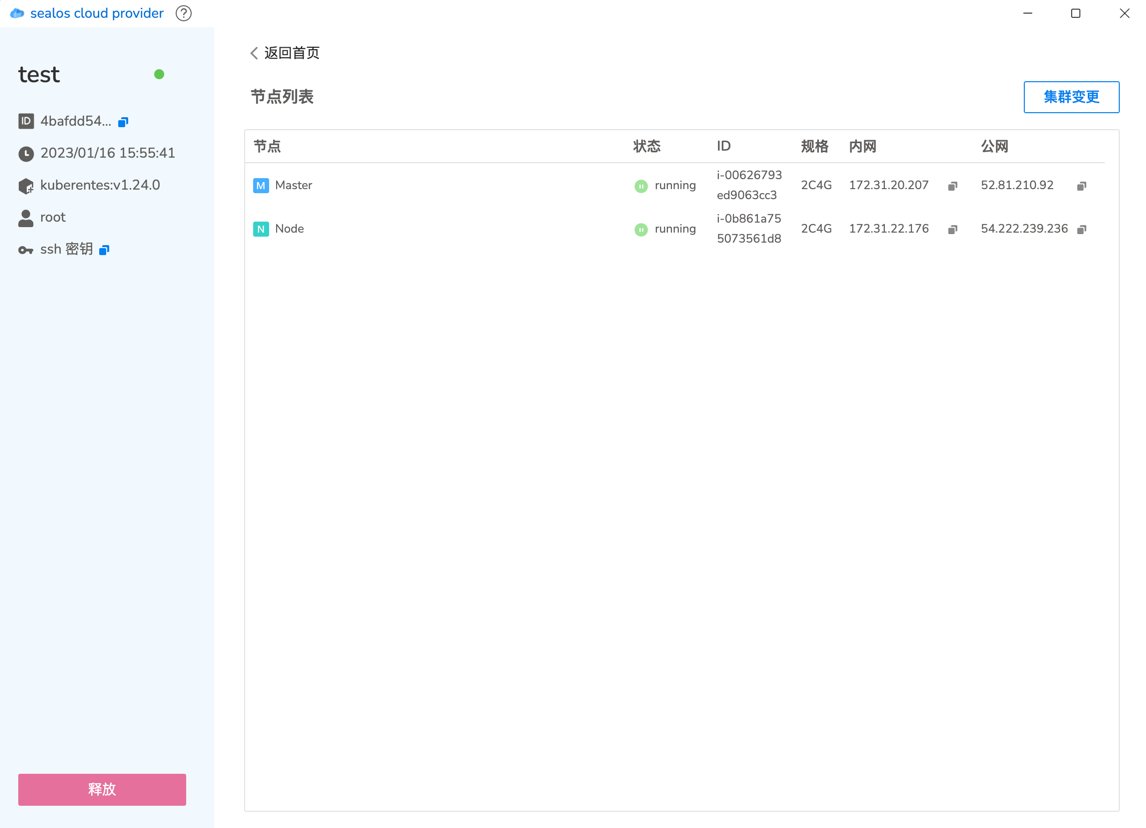 sealos cloud provider ?
test
ID 4bafdd54...
2023/01/16 15:55:41
kuberentes:v1.24.0
root
ssh 密钥
释放
返回首页
节点列表
集群变更
节点 状态 ID 规格 内网 公网
M Master running i-00626793ed9063cc3 2C4G 172.31.20.207 52.81.210.92
N Node running i-0b861a755073561d8 2C4G 172.31.22.176 54.222.239.236